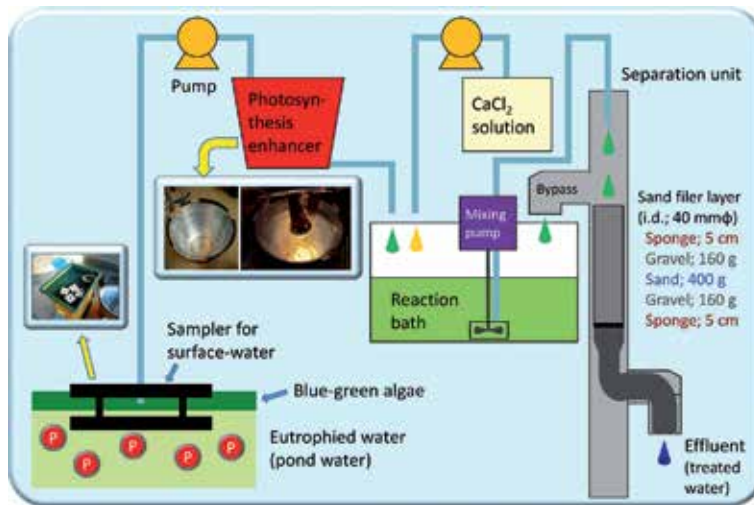 Pump
Photosyn-
thesis
enhancer
CaCl₂
solution
Separation unit
Bypass
Mixing
pump
Sand filer layer
(i.d.; 40 mmϕ)
Sponge; 5 cm
Gravel; 160 g
Sand; 400 g
Gravel; 160 g
Sponge; 5 cm
Reaction
bath
Sampler for
surface-water
Blue-green algae
Eutrophied water
(pond water)
P
P
P
P
P
Effluent
(treated
water)